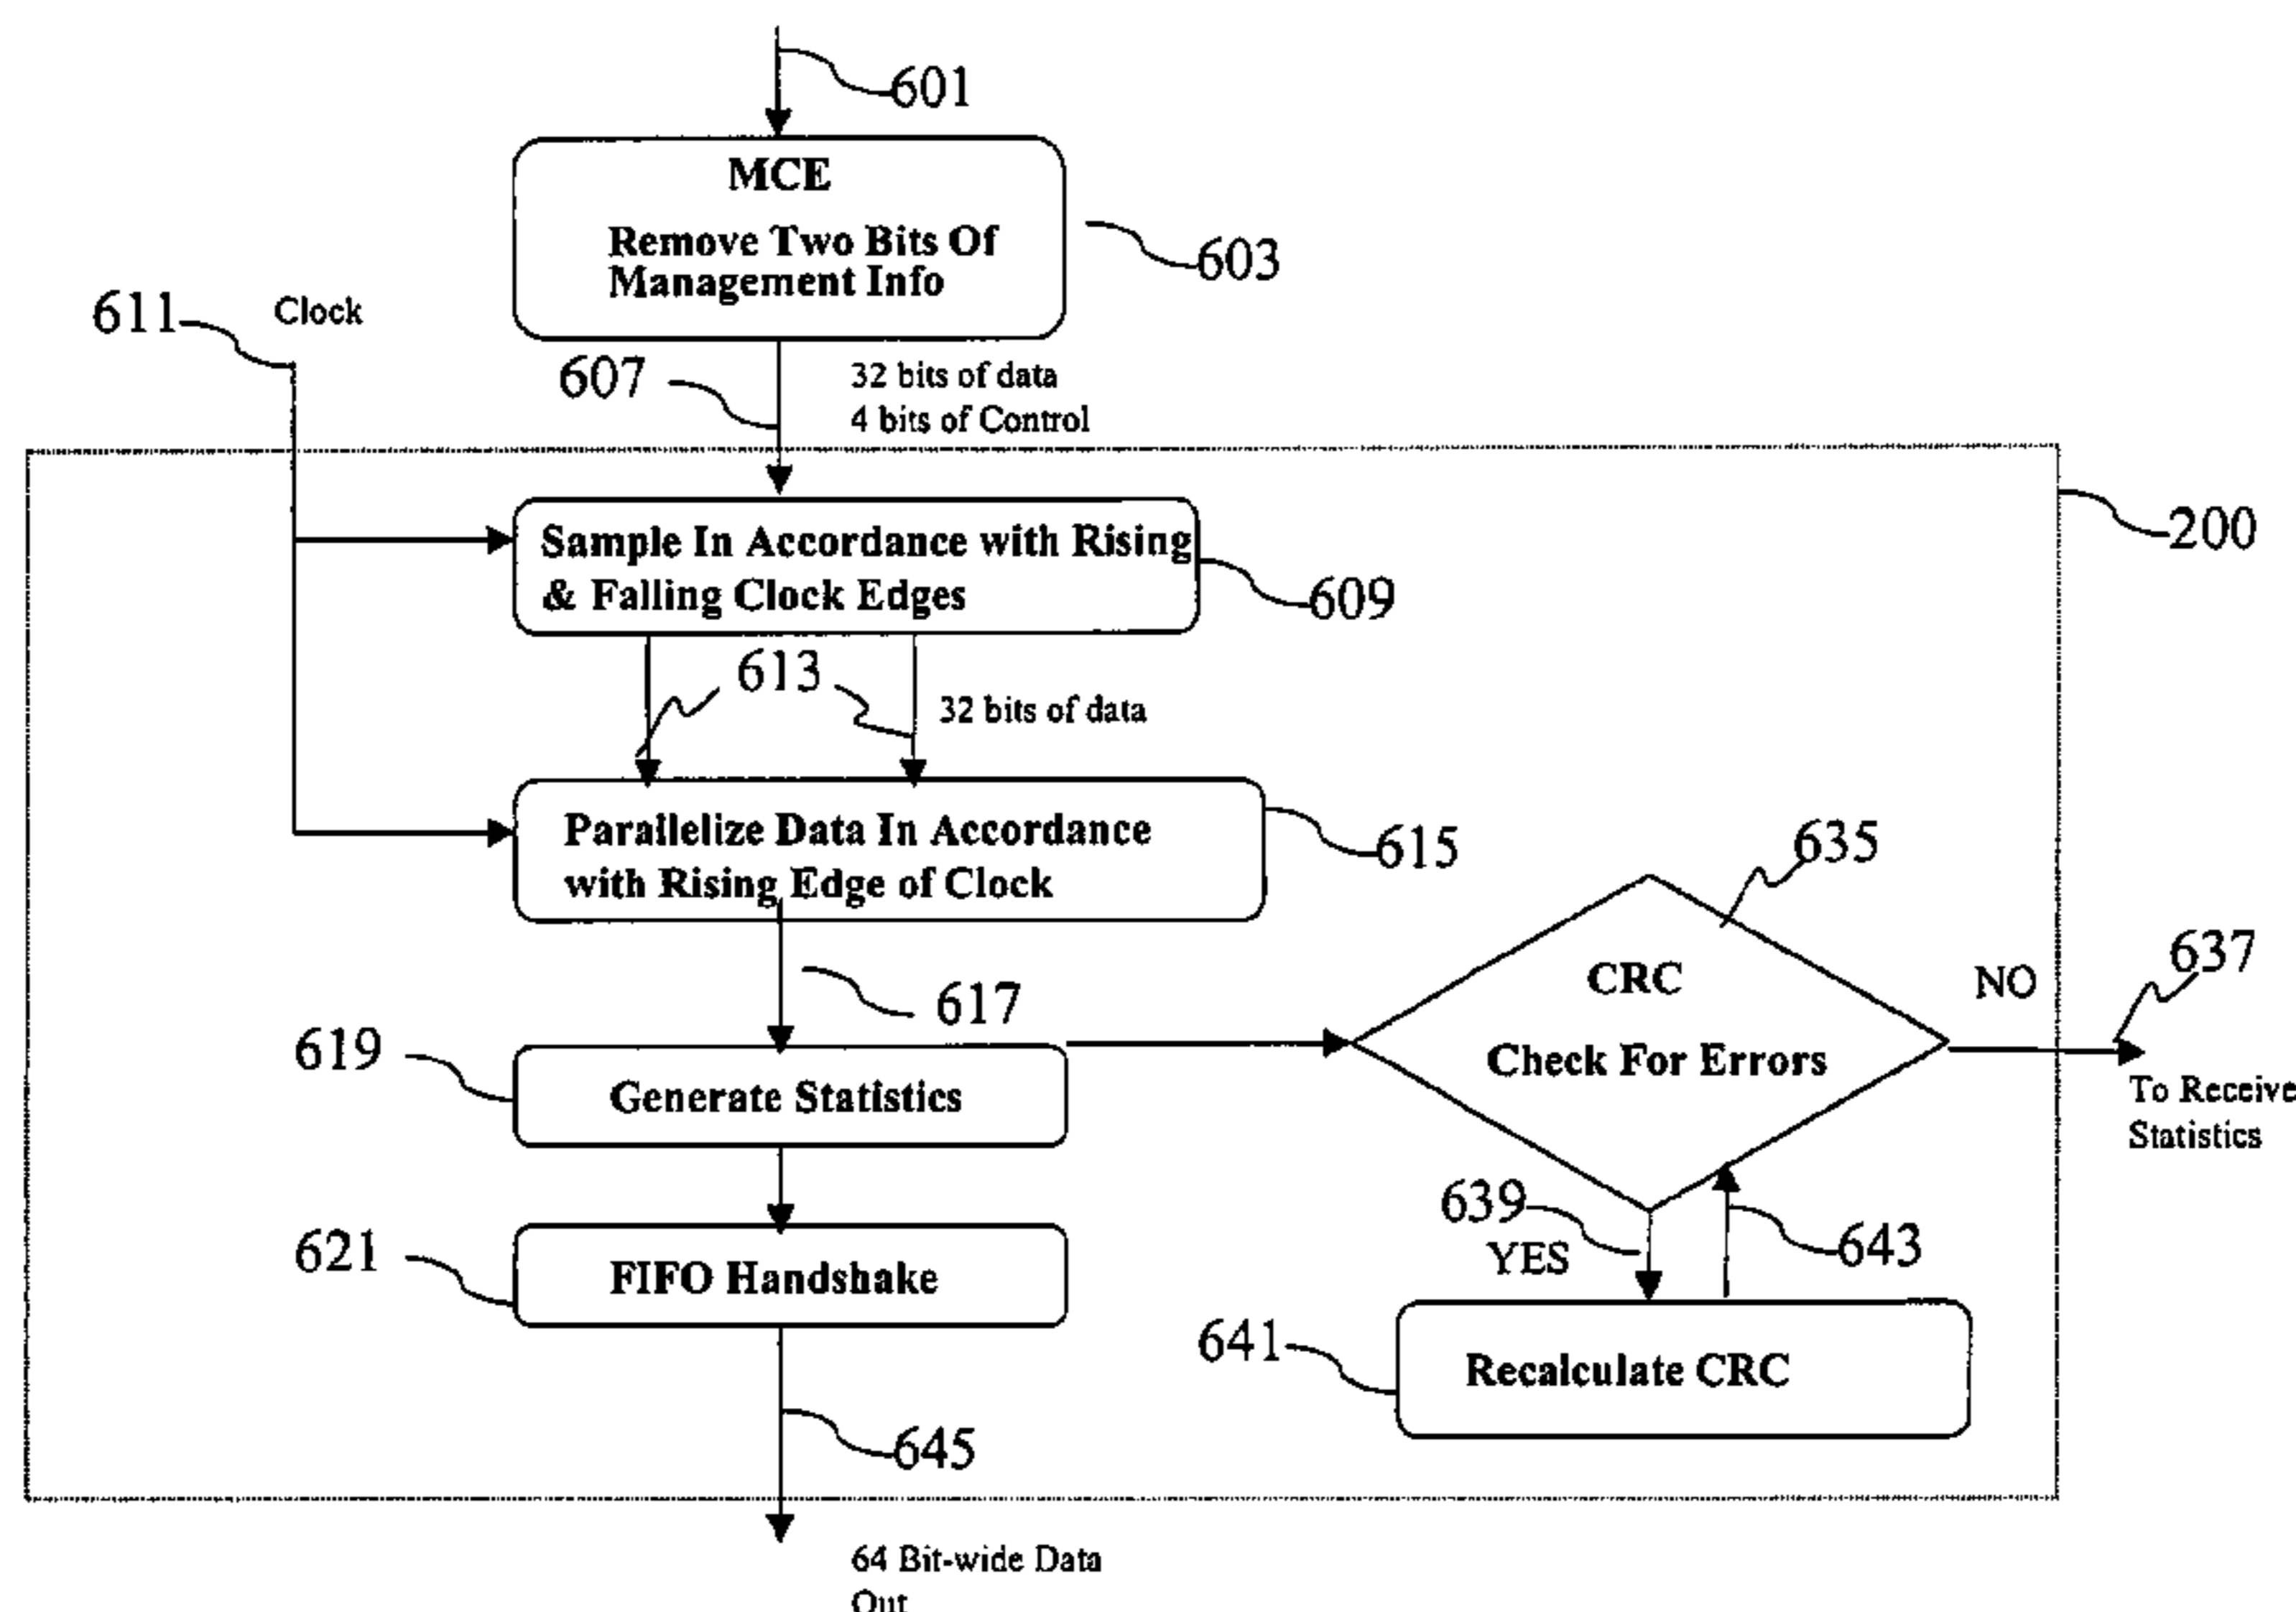 601
MCE
Remove Two Bits Of
Management Info
603
611
Clock
607
32 bits of data
4 bits of Control
Sample In Accordance with Rising
& Falling Clock Edges
609
200
613
32 bits of data
Parallelize Data In Accordance
with Rising Edge of Clock
615
617
619
Generate Statistics
635
CRC
Check For Errors
NO
637
To Receive
Statistics
621
FIFO Handshake
639
YES
643
641
Recalculate CRC
645
64 Bit-wide Data
Out